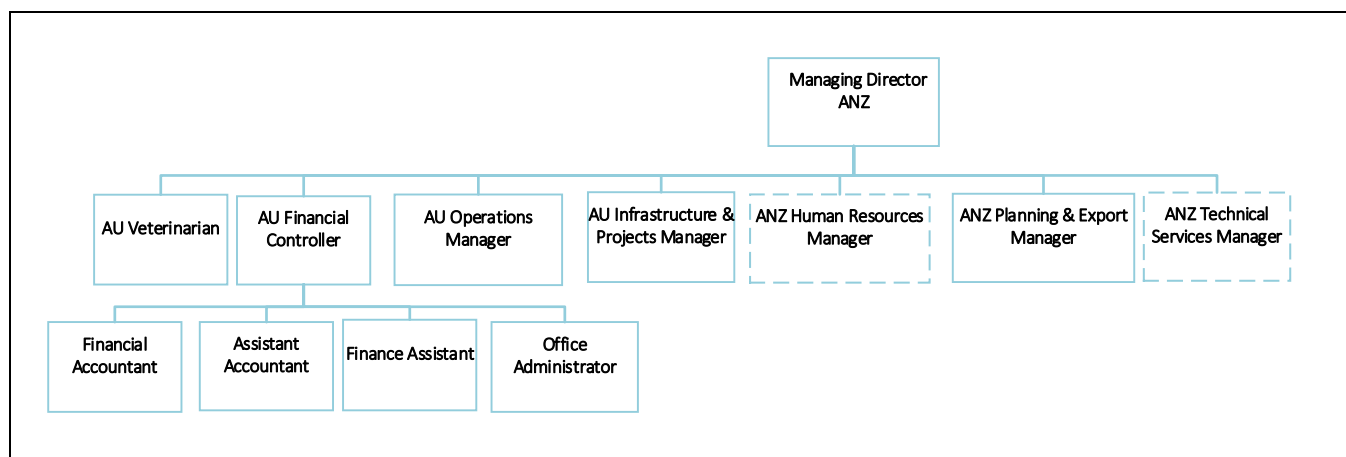 Managing Director
ANZ
AU Veterinarian
AU Financial
Controller
AU Operations
Manager
AU Infrastructure &
Projects Manager
ANZ Human Resources
Manager
ANZ Planning & Export
Manager
ANZ Technical
Services Manager
Financial
Accountant
Assistant
Accountant
Finance Assistant
Office
Administrator